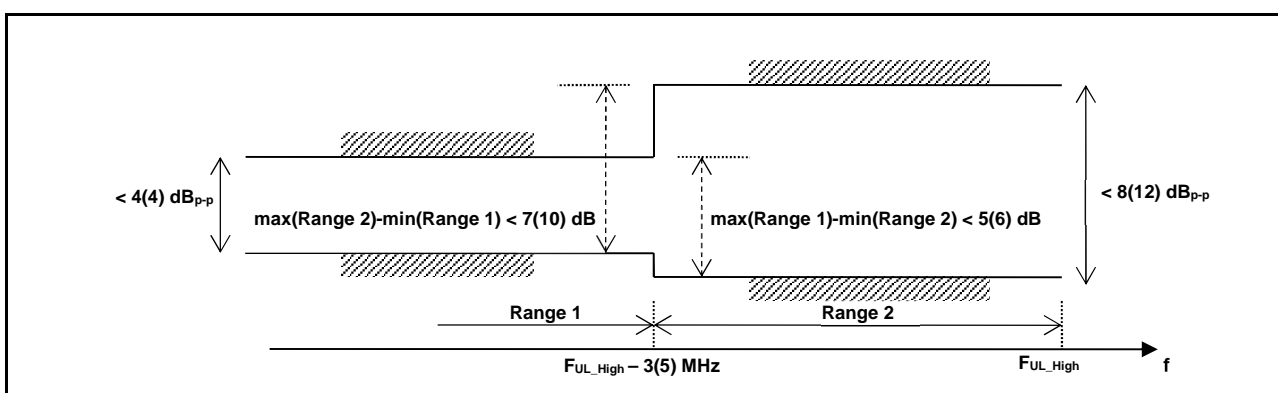 < 4(4) dBp-p
max(Range 2)-min(Range 1) < 7(10) dB
max(Range 1)-min(Range 2) < 5(6) dB
< 8(12) dBp-p
Range 1
Range 2
FUL_High – 3(5) MHz
FUL_High
f